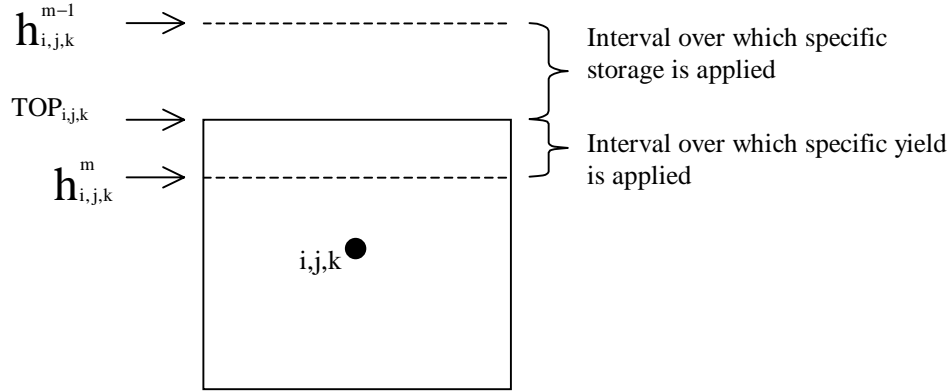 h^{m-1}_{i,j,k}
Interval over which specific
storage is applied
TOP_{i,j,k}
Interval over which specific yield
is applied
h^{m}_{i,j,k}
i,j,k